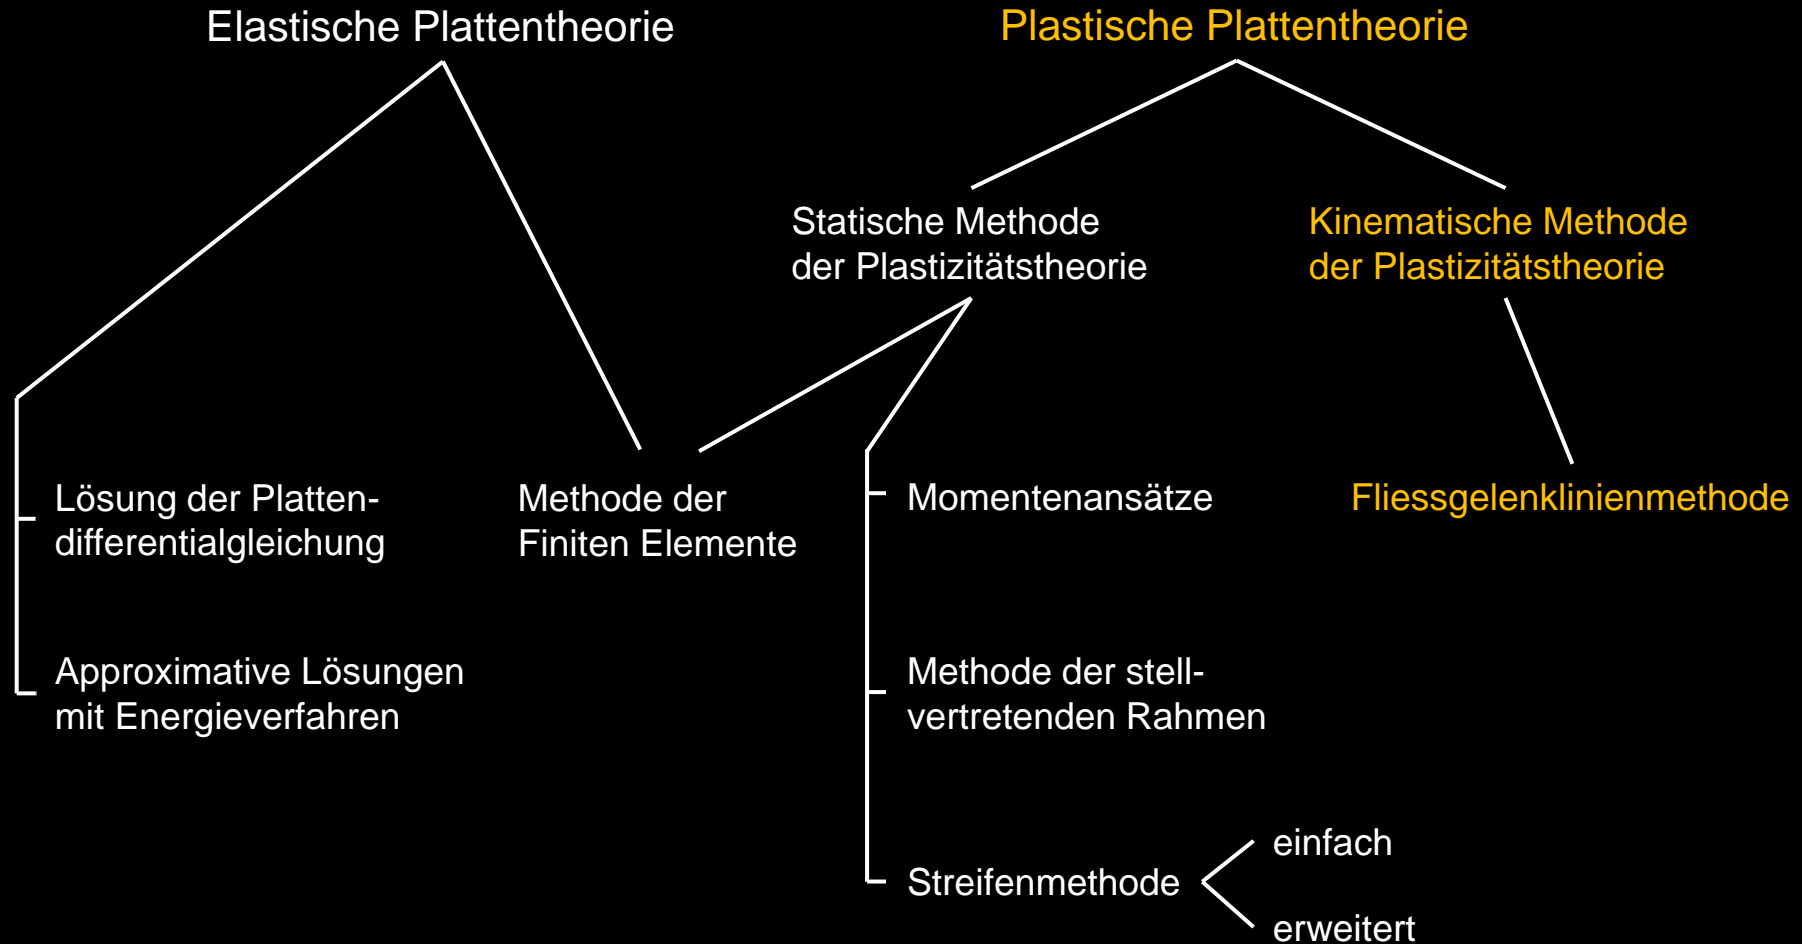 Elastische Plattentheorie
Plastische Plattentheorie
Statische Methode
der Plastizitätstheorie
Kinematische Methode
der Plastizitätstheorie
Lösung der Platten-
differentialgleichung
Methode der
Finiten Elemente
Momentenansätze
Fliessgelenklinienmethode
Approximative Lösungen
mit Energieverfahren
Methode der stell-
vertretenden Rahmen
Streifenmethode
einfach
erweitert